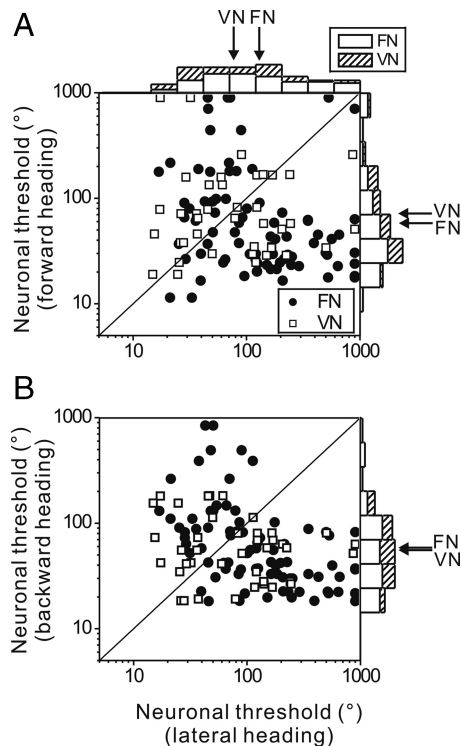 A
VN FN
FN
VN
1000
100
10
Neuronal threshold (°)
(forward heading)
VN
FN
FN
VN
10
100
1000
B
1000
100
10
Neuronal threshold (°)
(backward heading)
FN
VN
10
100
1000
Neuronal threshold (°)
(lateral heading)